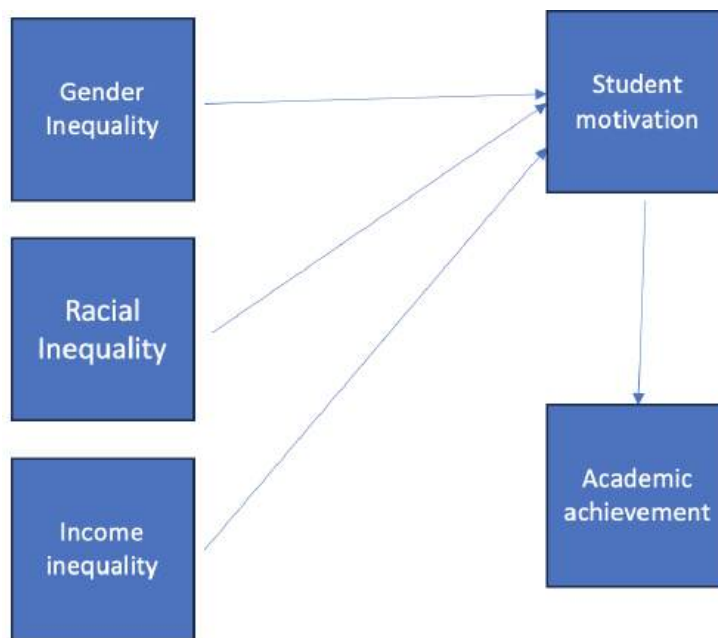 Gender
Inequality
Student
motivation
Racial
Inequality
Income
inequality
Academic
achievement